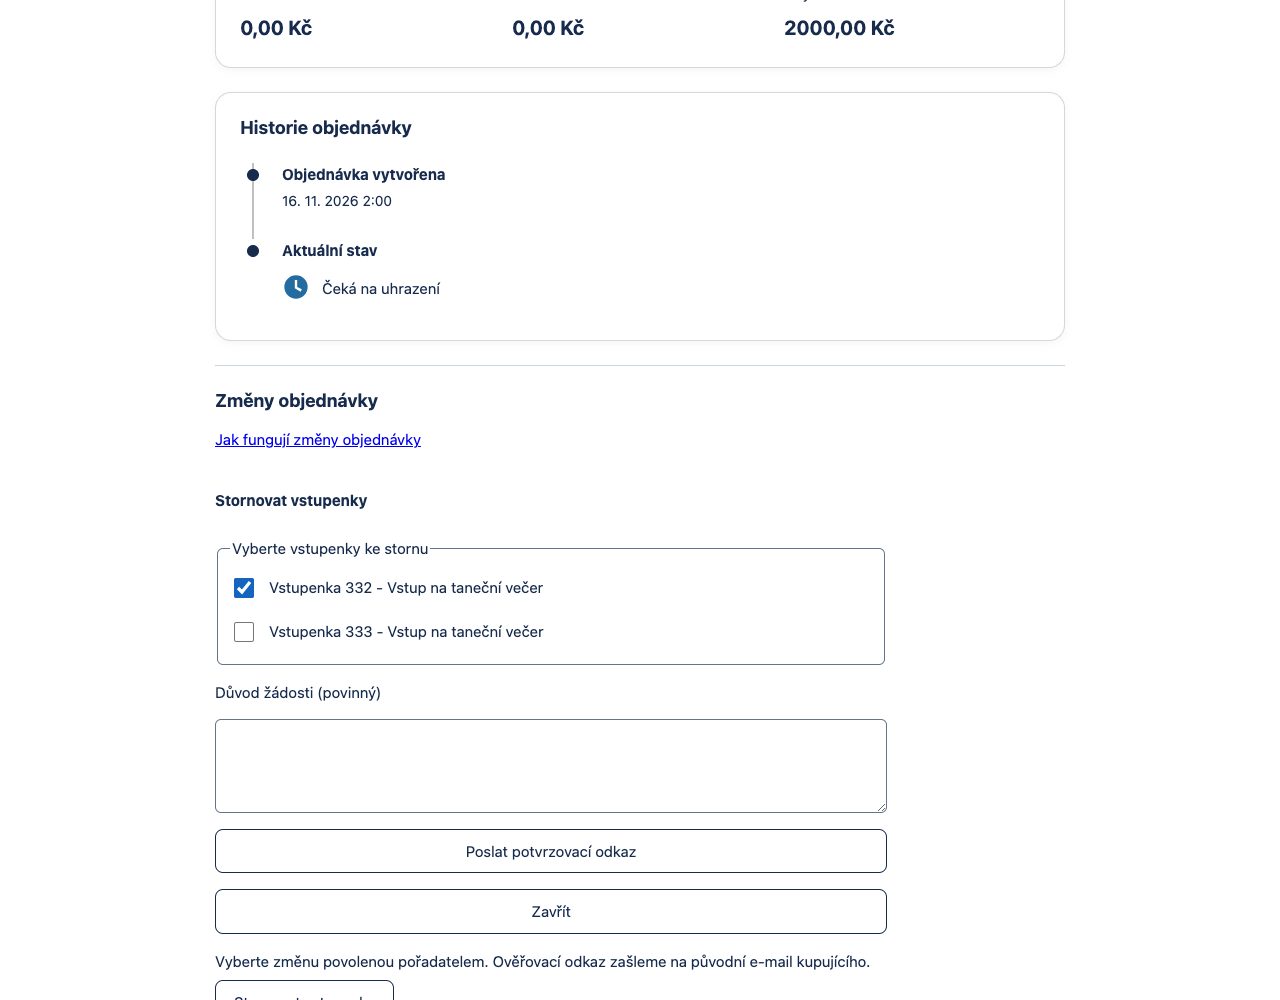 0,00 Kč 0,00 Kč 2000,00 Kč
Historie objednávky
Objednávka vytvořena
16. 11. 2026 2:00
Aktuální stav
Čeká na uhrazení
Změny objednávky
Jak fungují změny objednávky
Stornovat vstupenky
Vyberte vstupenky ke stornu
Vstupenka 332 - Vstup na taneční večer
Vstupenka 333 - Vstup na taneční večer
Důvod žádosti (povinný)
Poslat potvrzovací odkaz
Zavřít
Vyberte změnu povolenou pořadatelem. Ověřovací odkaz zašleme na původní e-mail kupujícího.